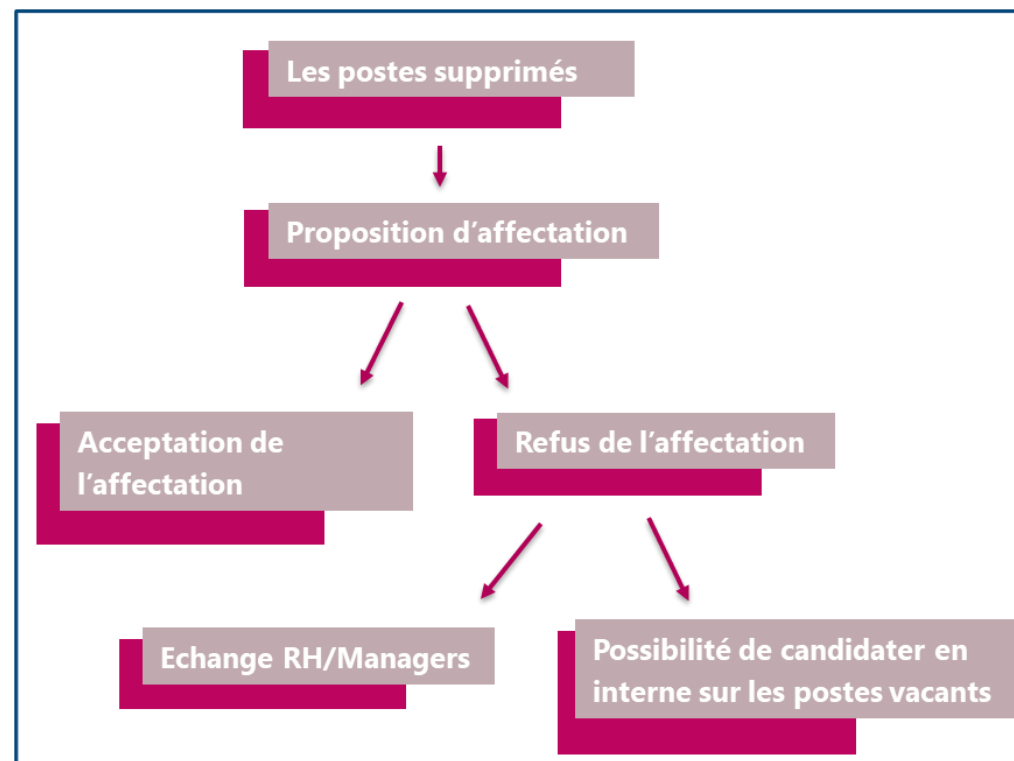 Les postes supprimés
Proposition d’affectation
Acceptation de
l’affectation
Refus de l’affectation
Echange RH/Managers
Possibilité de candidater en
interne sur les postes vacants